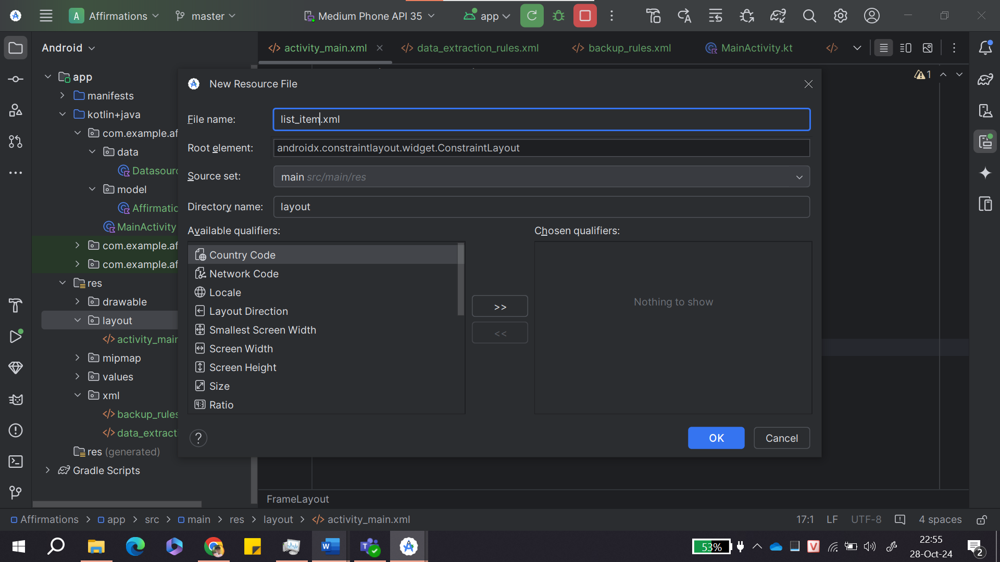 A Affirmations master Medium Phone API 35 app
Android
activity_main.xml data_extraction_rules.xml backup_rules.xml MainActivity.kt
1
app
manifests
kotlin+java
com.example.af
data
Datasourc
model
Affirmatic
MainActivity
com.example.af
com.example.af
res
drawable
layout
activity_main
mipmap
values
xml
backup_rules
data_extracti
res (generated)
Gradle Scripts
New Resource File
File name: list_item.xml
Root element: androidx.constraintlayout.widget.ConstraintLayout
Source set: main src/main/res
Directory name: layout
Available qualifiers: Chosen qualifiers:
Country Code
Network Code
Locale
Layout Direction
Smallest Screen Width
Screen Width
Screen Height
Size
4:3 Ratio
>>
<<
Nothing to show
? OK Cancel
FrameLayout
Affirmations > app > src > main > res > layout > activity_main.xml 17:1 LF UTF-8 4 spaces
53% 22:55
28-Oct-24
2